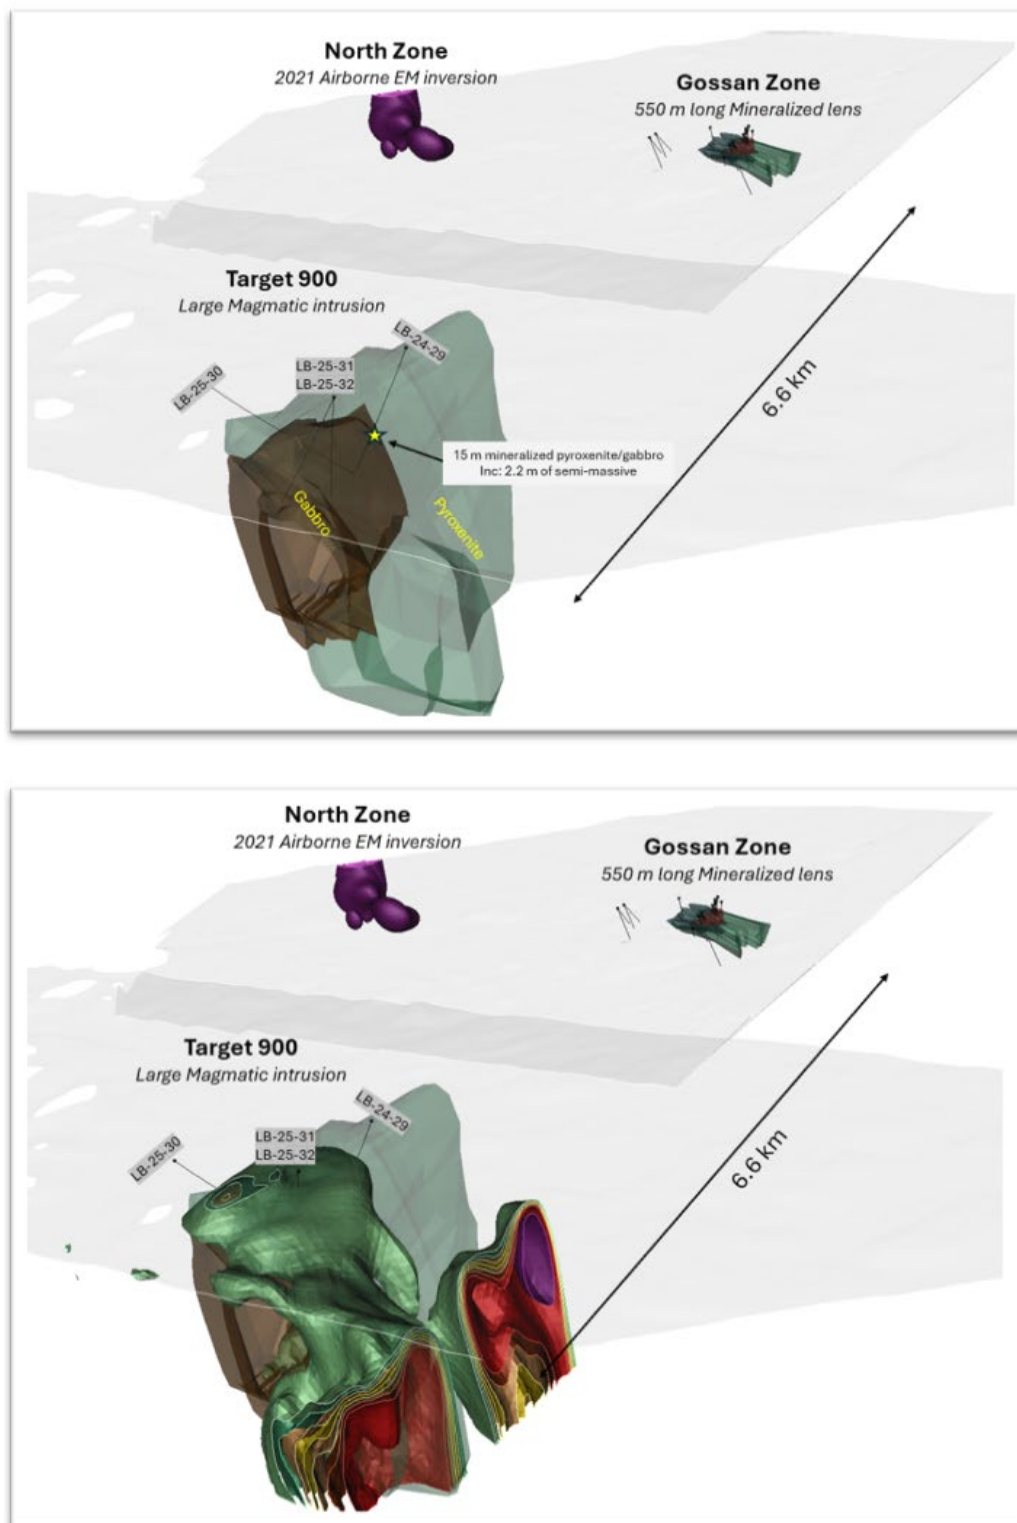 North Zone
2021 Airborne EM inversion
Gossan Zone
550 m long Mineralized lens
Target 900
Large Magmatic intrusion
LB-24-29
LB-25-31
LB-25-32
LB-25-30
6.6 km
15 m mineralized pyroxenite/gabbro
Inc: 2.2 m of semi-massive
Gabbro
Pyroxenite
North Zone
2021 Airborne EM inversion
Gossan Zone
550 m long Mineralized lens
Target 900
Large Magmatic intrusion
LB-24-29
LB-25-31
LB-25-32
LB-25-30
6.6 km